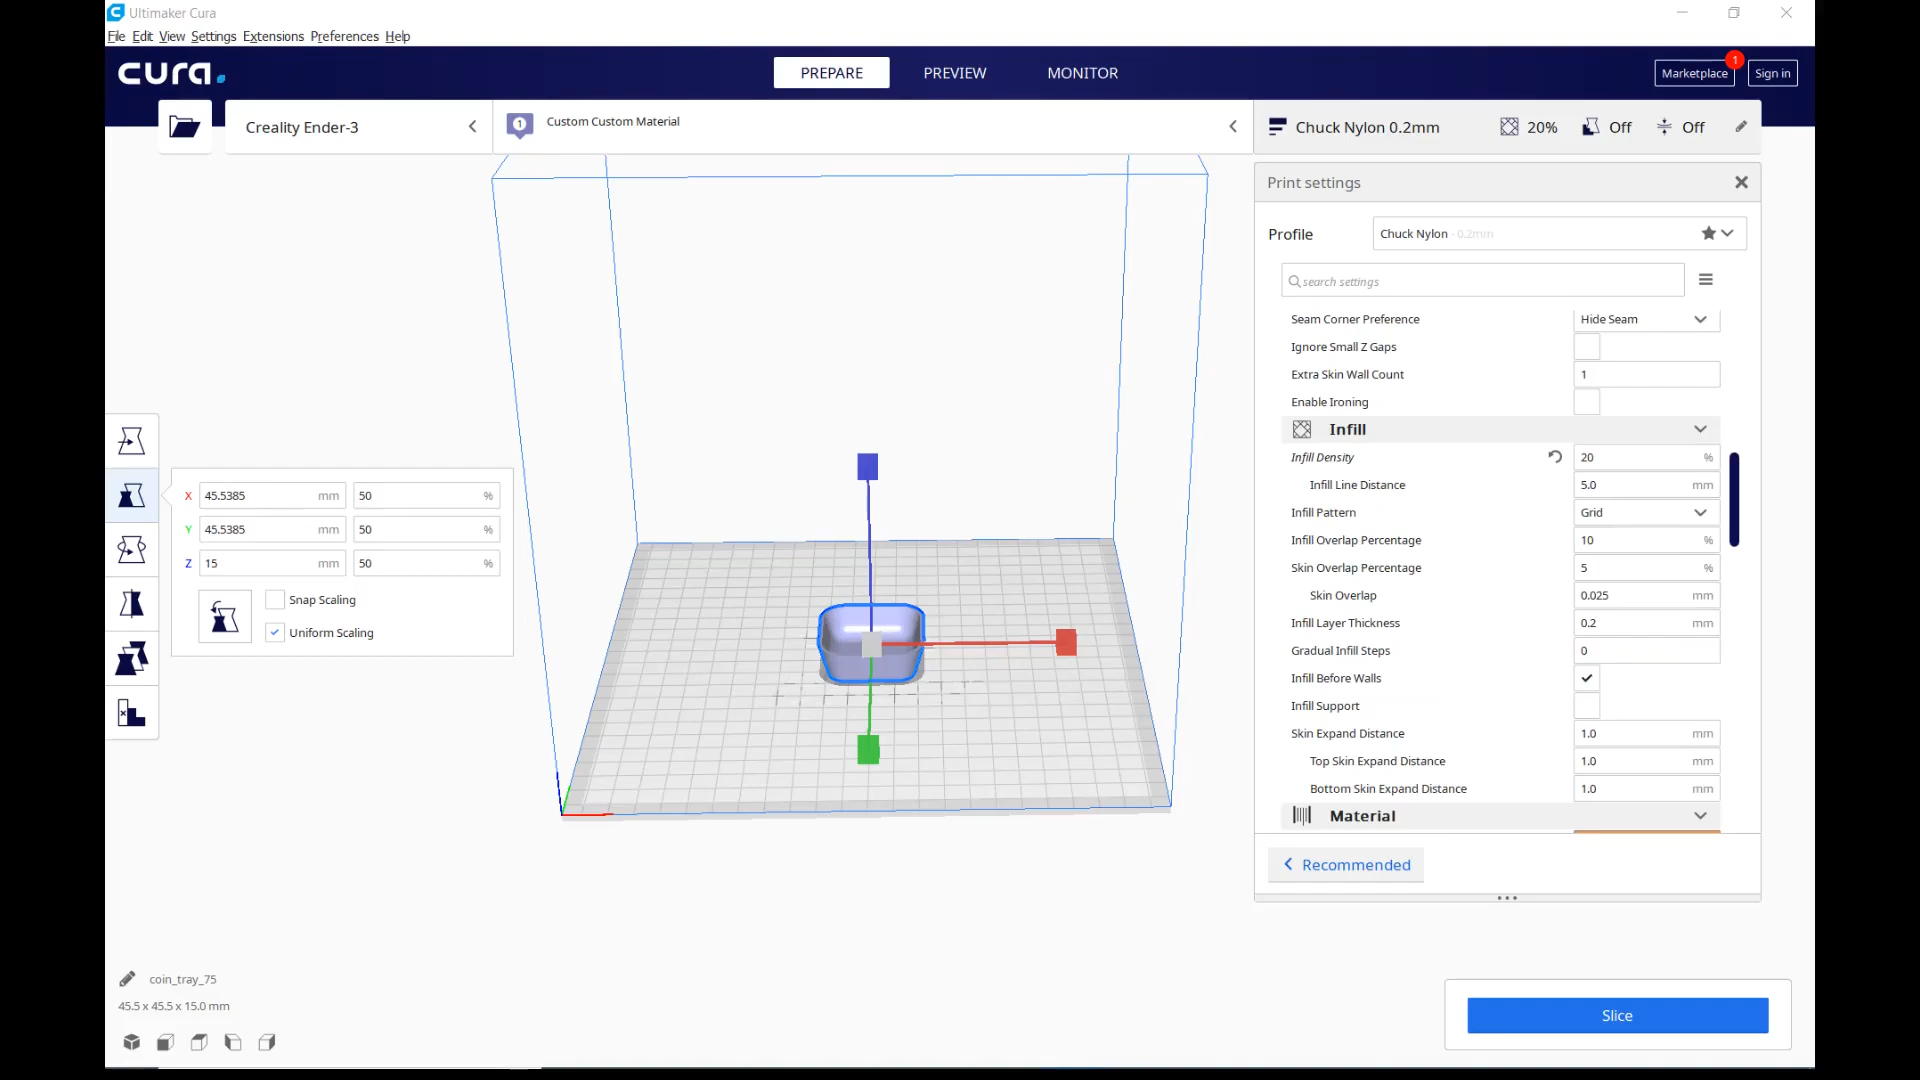 Ultimaker Cura
File Edit View Settings Extensions Preferences Help
cura.
PREPARE
PREVIEW
MONITOR
Marketplace
1
Sign in
Creality Ender-3
1
Custom Custom Material
Chuck Nylon 0.2mm
20%
Off
Off
Print settings
Profile
Chuck Nylon - 0.2mm
search settings
Seam Corner Preference Hide Seam
Ignore Small Z Gaps
Extra Skin Wall Count 1
Enable Ironing
Infill
Infill Density 20 %
Infill Line Distance 5.0 mm
Infill Pattern Grid
Infill Overlap Percentage 10 %
Skin Overlap Percentage 5 %
Skin Overlap 0.025 mm
Infill Layer Thickness 0.2 mm
Gradual Infill Steps 0
Infill Before Walls
Infill Support
Skin Expand Distance 1.0 mm
Top Skin Expand Distance 1.0 mm
Bottom Skin Expand Distance 1.0 mm
Material
Recommended
X 45.5385 mm 50 %
Y 45.5385 mm 50 %
Z 15 mm 50 %
Snap Scaling
Uniform Scaling
coin_tray_75
45.5 x 45.5 x 15.0 mm
Slice